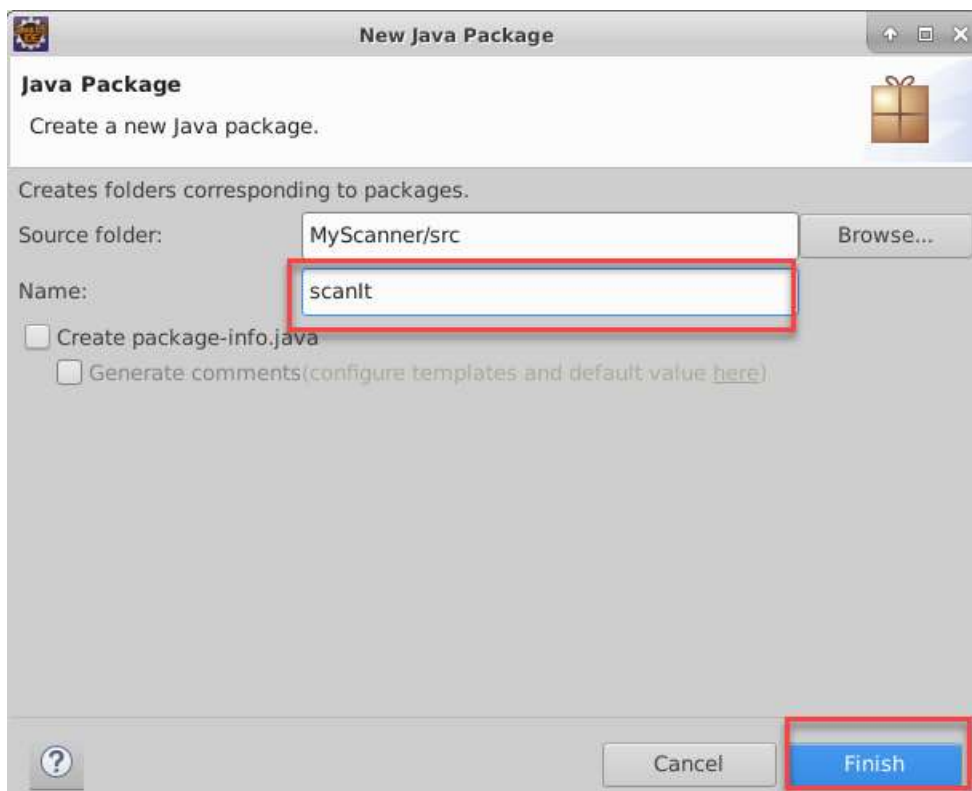 New Java Package
Java Package
Create a new Java package.
Creates folders corresponding to packages.
Source folder: MyScanner/src Browse...
Name: scanIt
Create package-info.java
Generate comments(configure templates and default value here)
? Cancel Finish